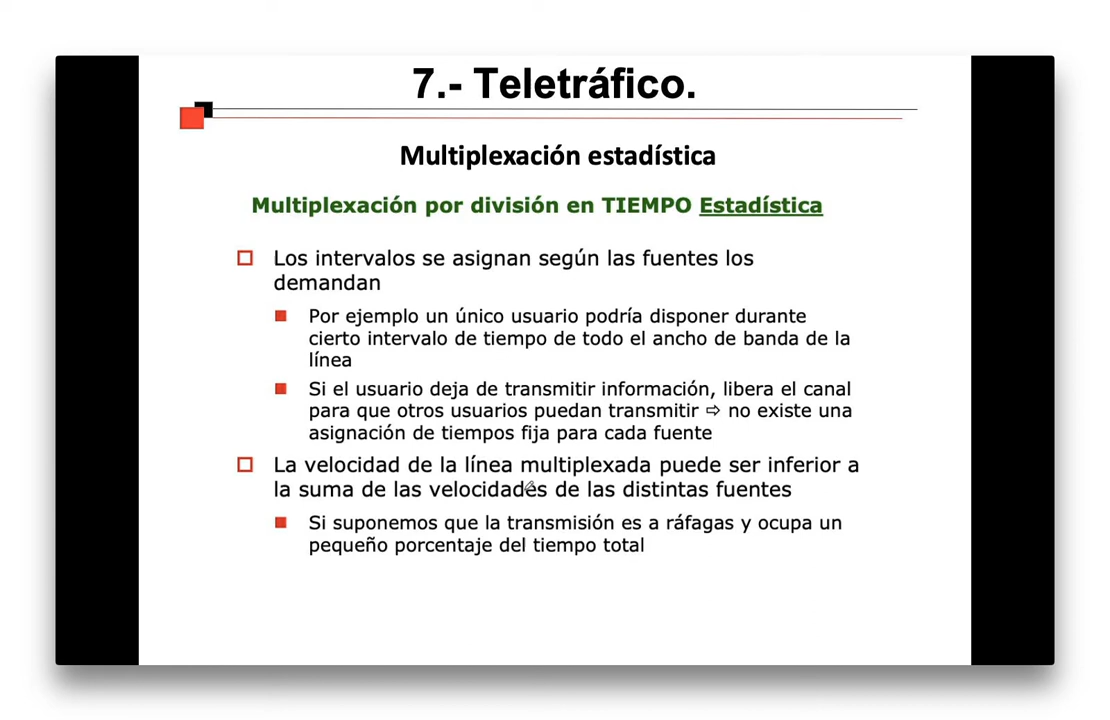 7.- Teletráfico.
Multiplexación estadística
Multiplexación por división en TIEMPO Estadística
Los intervalos se asignan según las fuentes los
demandan
Por ejemplo un único usuario podría disponer durante
cierto intervalo de tiempo de todo el ancho de banda de la
línea
Si el usuario deja de transmitir información, libera el canal
para que otros usuarios puedan transmitir ⇨ no existe una
asignación de tiempos fija para cada fuente
La velocidad de la línea multiplexada puede ser inferior a
la suma de las velocidades de las distintas fuentes
Si suponemos que la transmisión es a ráfagas y ocupa un
pequeño porcentaje del tiempo total